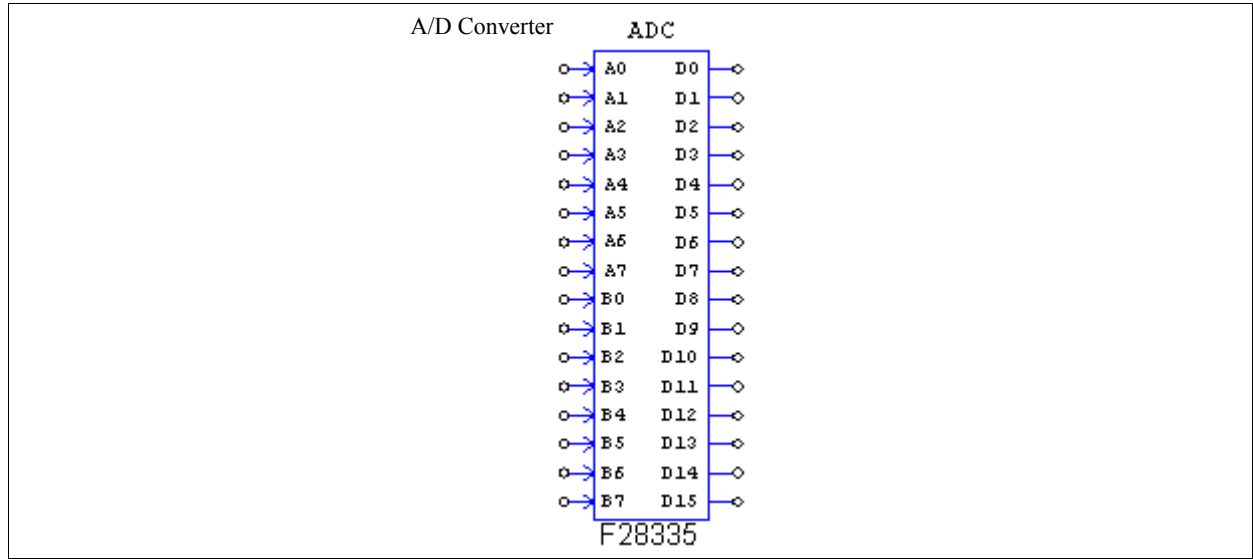 A/D Converter ADC
A0 D0
A1 D1
A2 D2
A3 D3
A4 D4
A5 D5
A6 D6
A7 D7
B0 D8
B1 D9
B2 D10
B3 D11
B4 D12
B5 D13
B6 D14
B7 D15
F28335